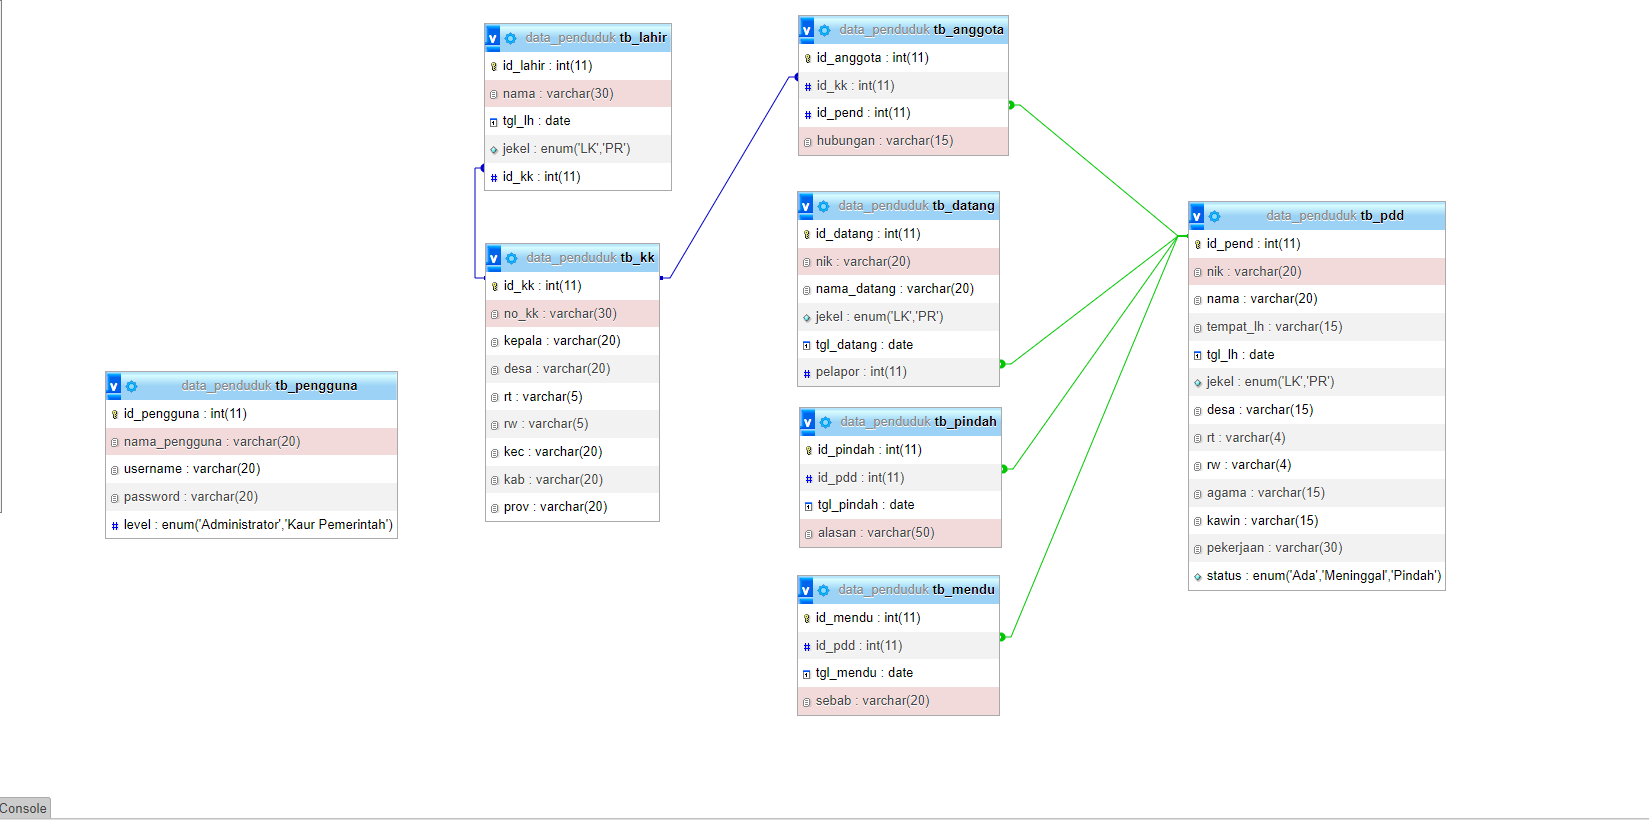 data_penduduk tb_lahir
id_lahir : int(11)
nama : varchar(30)
tgl_lh : date
jekel : enum('LK','PR')
id_kk : int(11)
data_penduduk tb_kk
id_kk : int(11)
no_kk : varchar(30)
kepala : varchar(20)
desa : varchar(20)
rt : varchar(5)
rw : varchar(5)
kec : varchar(20)
kab : varchar(20)
prov : varchar(20)
data_penduduk tb_pengguna
id_pengguna : int(11)
nama_pengguna : varchar(20)
username : varchar(20)
password : varchar(20)
level : enum('Administrator','Kaur Pemerintah')
data_penduduk tb_anggota
id_anggota : int(11)
id_kk : int(11)
id_pend : int(11)
hubungan : varchar(15)
data_penduduk tb_datang
id_datang : int(11)
nik : varchar(20)
nama_datang : varchar(20)
jekel : enum('LK','PR')
tgl_datang : date
pelapor : int(11)
data_penduduk tb_pindah
id_pindah : int(11)
id_pdd : int(11)
tgl_pindah : date
alasan : varchar(50)
data_penduduk tb_mendu
id_mendu : int(11)
id_pdd : int(11)
tgl_mendu : date
sebab : varchar(20)
data_penduduk tb_pdd
id_pend : int(11)
nik : varchar(20)
nama : varchar(20)
tempat_lh : varchar(15)
tgl_lh : date
jekel : enum('LK','PR')
desa : varchar(15)
rt : varchar(4)
rw : varchar(4)
agama : varchar(15)
kawin : varchar(15)
pekerjaan : varchar(30)
status : enum('Ada','Meninggal','Pindah')
Console